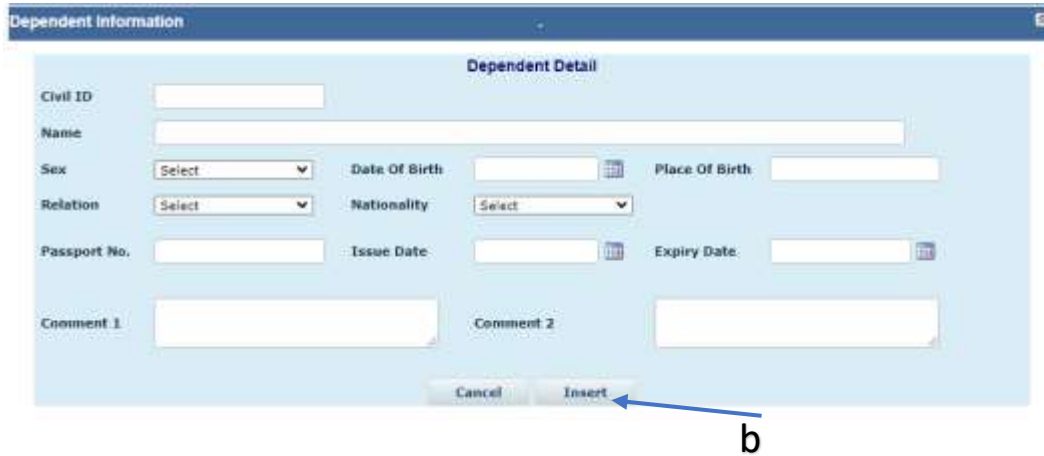 Dependent Information
Dependent Detail
Civil ID
Name
Sex Select Date Of Birth Place Of Birth
Relation Select Nationality Select
Passport No. Issue Date Expiry Date
Comment 1 Comment 2
Cancel Insert
b